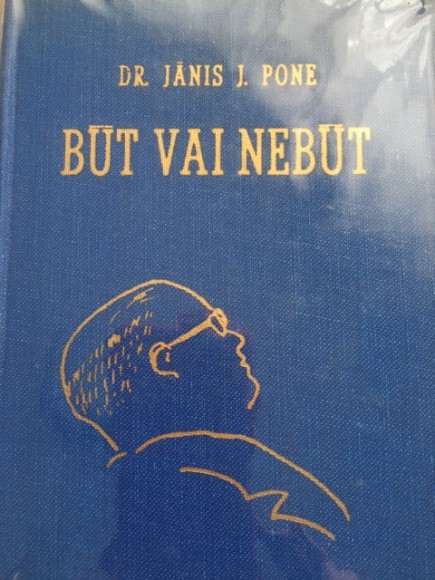 DR. JĀNIS J. PONE
BŪT VAI NEBŪT